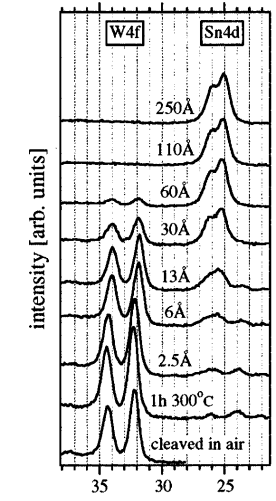 W4f Sn4d
250Å
110Å
60Å
30Å
13Å
6Å
2.5Å
1h 300°C
cleaved in air
intensity [arb. units]
35 30 25